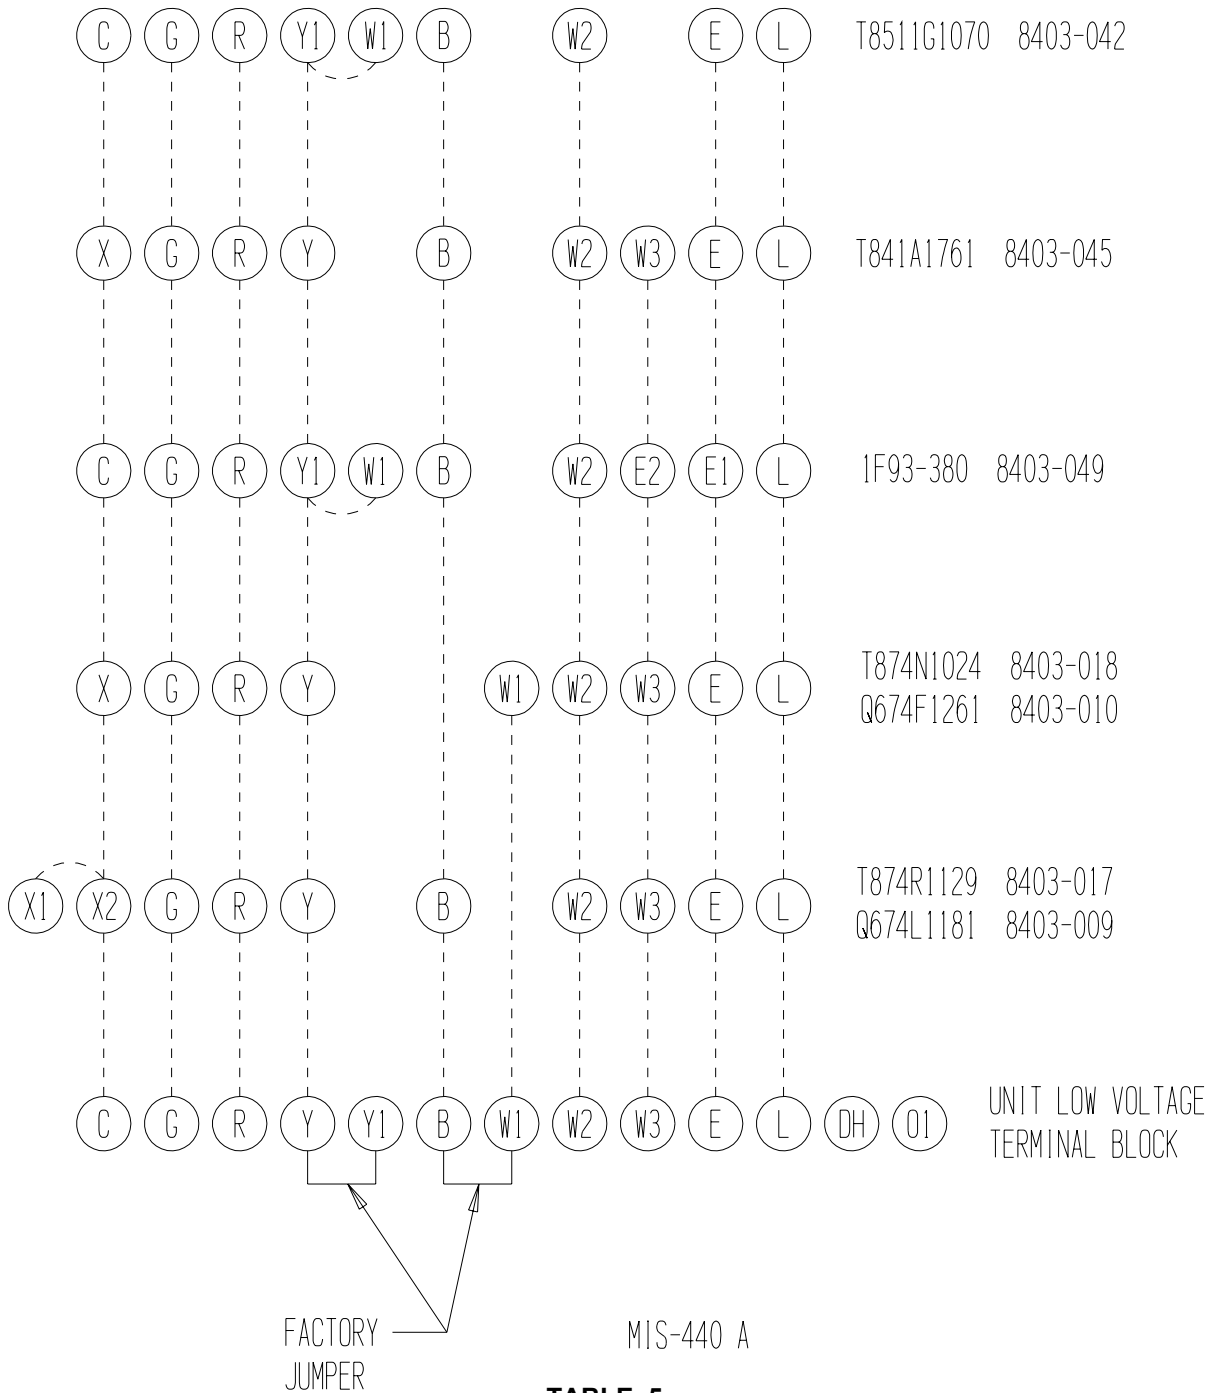 C G R Y1 W1 B W2 E L T8511G1070 8403-042
X G R Y B W2 W3 E L T841A1761 8403-045
C G R Y1 W1 B W2 E2 E1 L 1F93-380 8403-049
X G R Y W1 W2 W3 E L T874N1024 8403-018
Q674F1261 8403-010
X1 X2 G R Y B W2 W3 E L T874R1129 8403-017
Q674L1181 8403-009
C G R Y Y1 B W1 W2 W3 E L DH O1 UNIT LOW VOLTAGE
TERMINAL BLOCK
FACTORY
JUMPER
MIS-440 A
TABLE 5